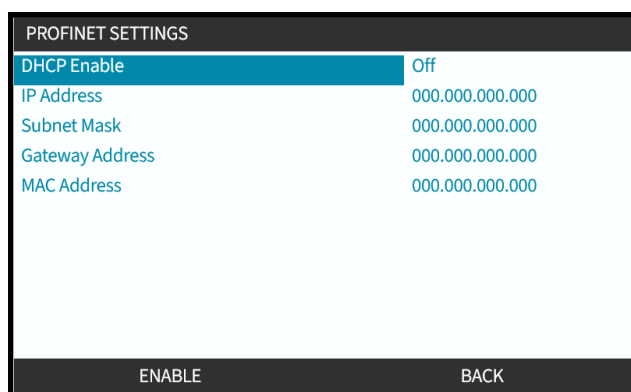 PROFINET SETTINGS
DHCP Enable Off
IP Address 000.000.000.000
Subnet Mask 000.000.000.000
Gateway Address 000.000.000.000
MAC Address 000.000.000.000
ENABLE BACK